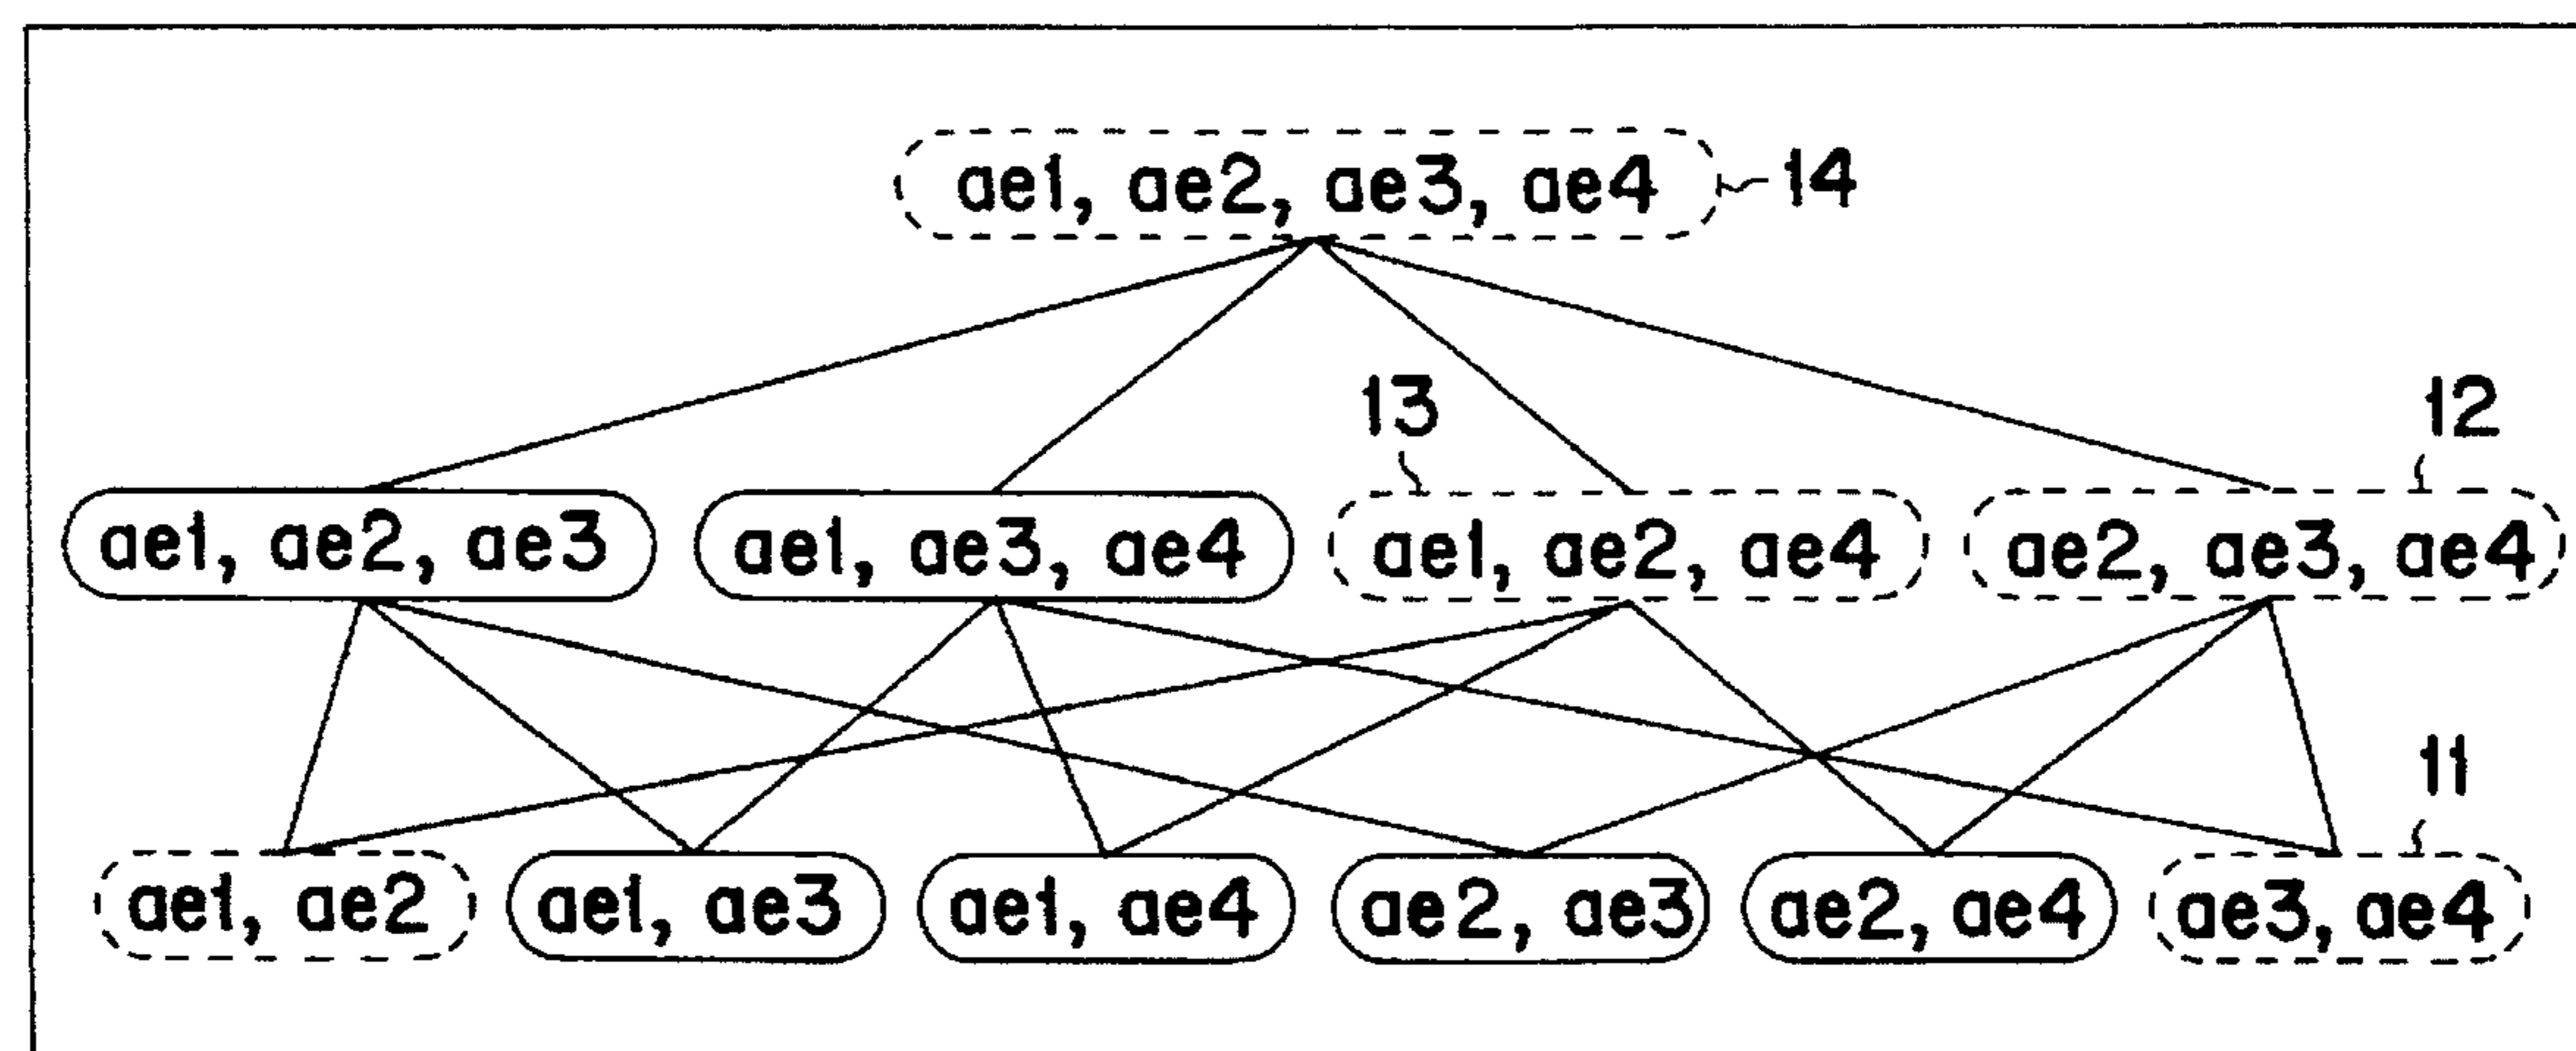 ae1, ae2, ae3, ae4 14
13 12
ae1, ae2, ae3 ae1, ae3, ae4 ae1, ae2, ae4 ae2, ae3, ae4
11
ae1, ae2 ae1, ae3 ae1, ae4 ae2, ae3 ae2, ae4 ae3, ae4